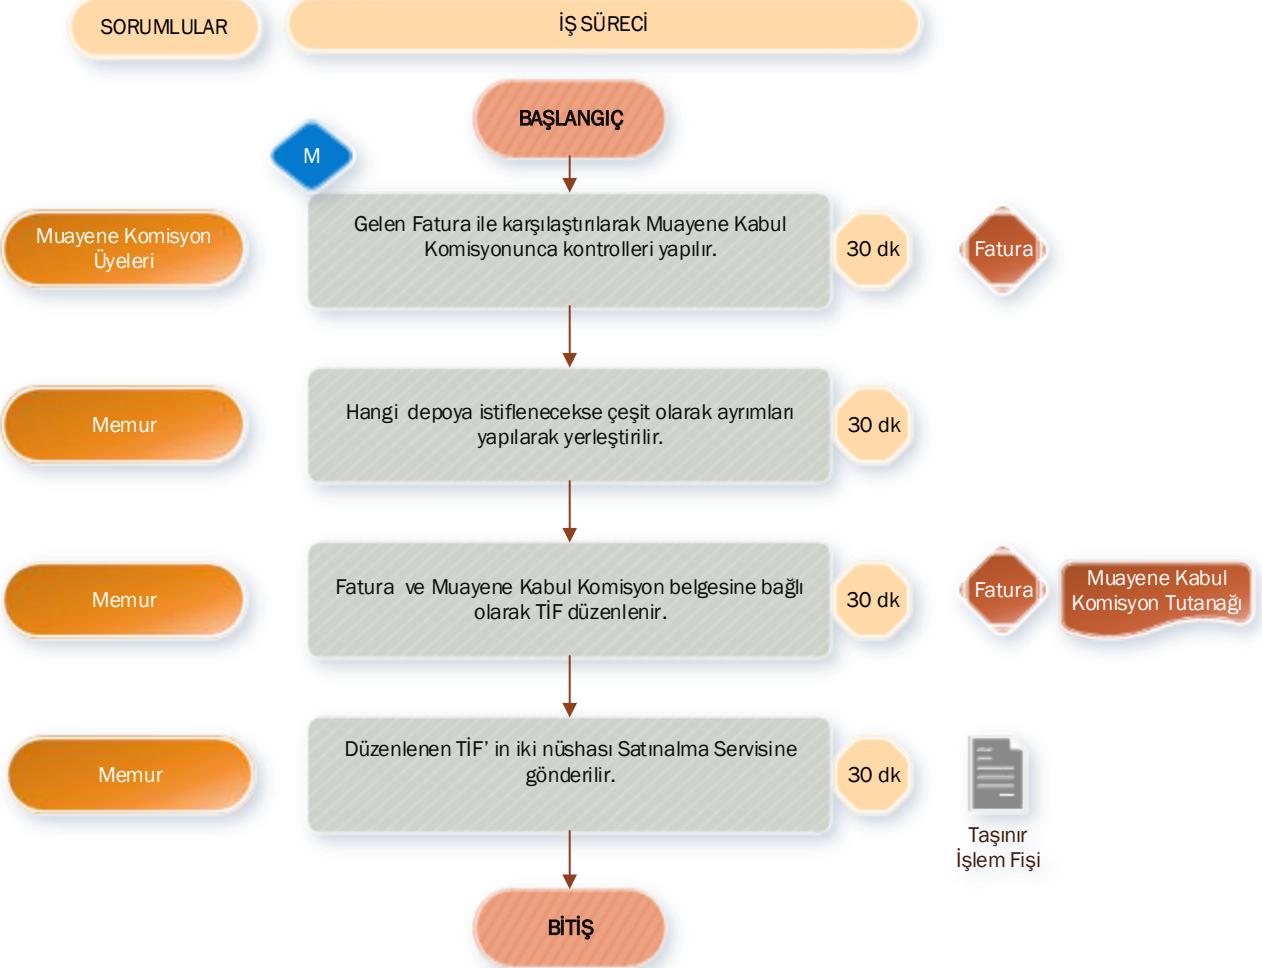 SORUMLULAR
İŞ SÜRECİ
BAŞLANGIÇ
M
Muayene Komisyon
Üyeleri
Gelen Fatura ile karşılaştırılarak Muayene Kabul
Komisyonunca kontrolleri yapılır.
30 dk
Fatura
Memur
Hangi depoya istiflenecekse çeşit olarak ayrımları
yapılarak yerleştirilir.
30 dk
Memur
Fatura ve Muayene Kabul Komisyon belgesine bağlı
olarak TİF düzenlenir.
30 dk
Fatura
Muayene Kabul
Komisyon Tutanağı
Memur
Düzenlenen TİF' in iki nüshası Satınalma Servisine
gönderilir.
30 dk
Taşınır
İşlem Fişi
BİTİŞ